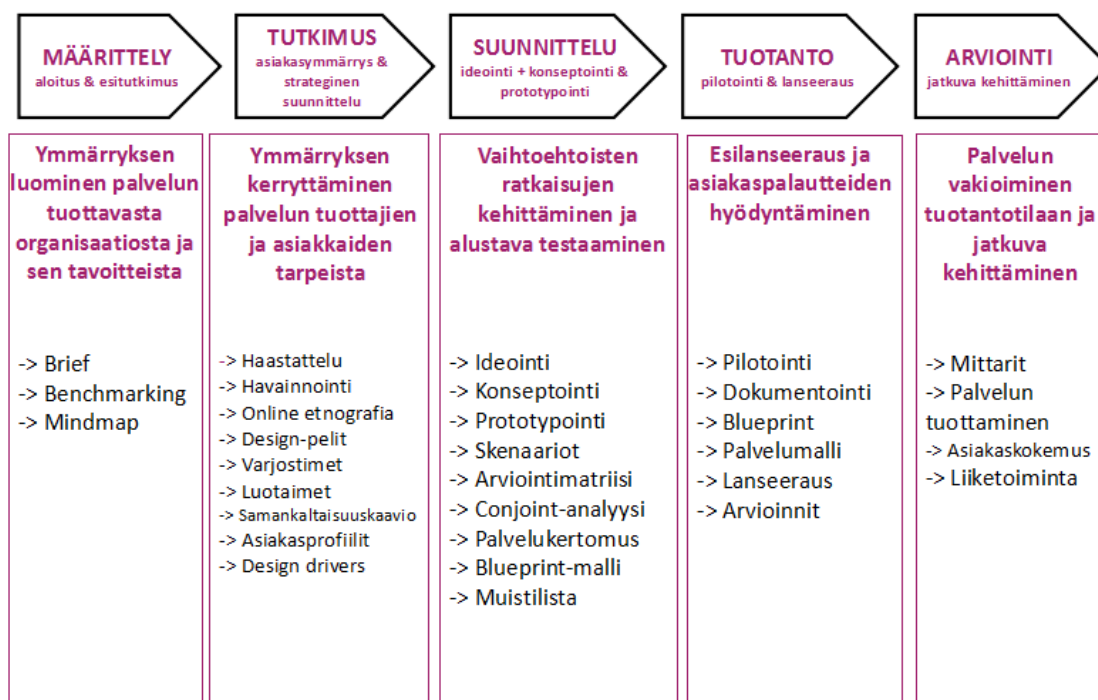 MÄÄRITTELY
aloitus & esitutkimus
TUTKIMUS
asiakasymmärrys &
strateginen
suunnittelu
SUUNNITTELU
ideointi + konseptointi &
prototypointi
TUOTANTO
pilotointi & lanseeraus
ARVIOINTI
jatkuva kehittäminen
Ymmärryksen
luominen palvelun
tuottavasta
organisaatiosta ja
sen tavoitteista
-> Brief
-> Benchmarking
-> Mindmap
Ymmärryksen
kerryttäminen
palvelun tuottajien
ja asiakkaiden
tarpeista
-> Haastattelu
-> Havainnointi
-> Online etnografia
-> Design-pelit
-> Varjostimet
-> Luotaimet
-> Samankaltaisuuskaavio
-> Asiakasprofiilit
-> Design drivers
Vaihtoehtoisten
ratkaisujen
kehittäminen ja
alustava testaaminen
-> Ideointi
-> Konseptointi
-> Prototypointi
-> Skenaariot
-> Arviointimatriisi
-> Conjoint-analyysi
-> Palvelukertomus
-> Blueprint-malli
-> Muistilista
Esilanseeraus ja
asiakaspalautteiden
hyödyntäminen
-> Pilotointi
-> Dokumentointi
-> Blueprint
-> Palvelumalli
-> Lanseeraus
-> Arvioinnit
Palvelun
vakioiminen
tuotantotilaan ja
jatkuva
kehittäminen
-> Mittarit
-> Palvelun
tuottaminen
-> Asiakaskokemus
-> Liiketoiminta